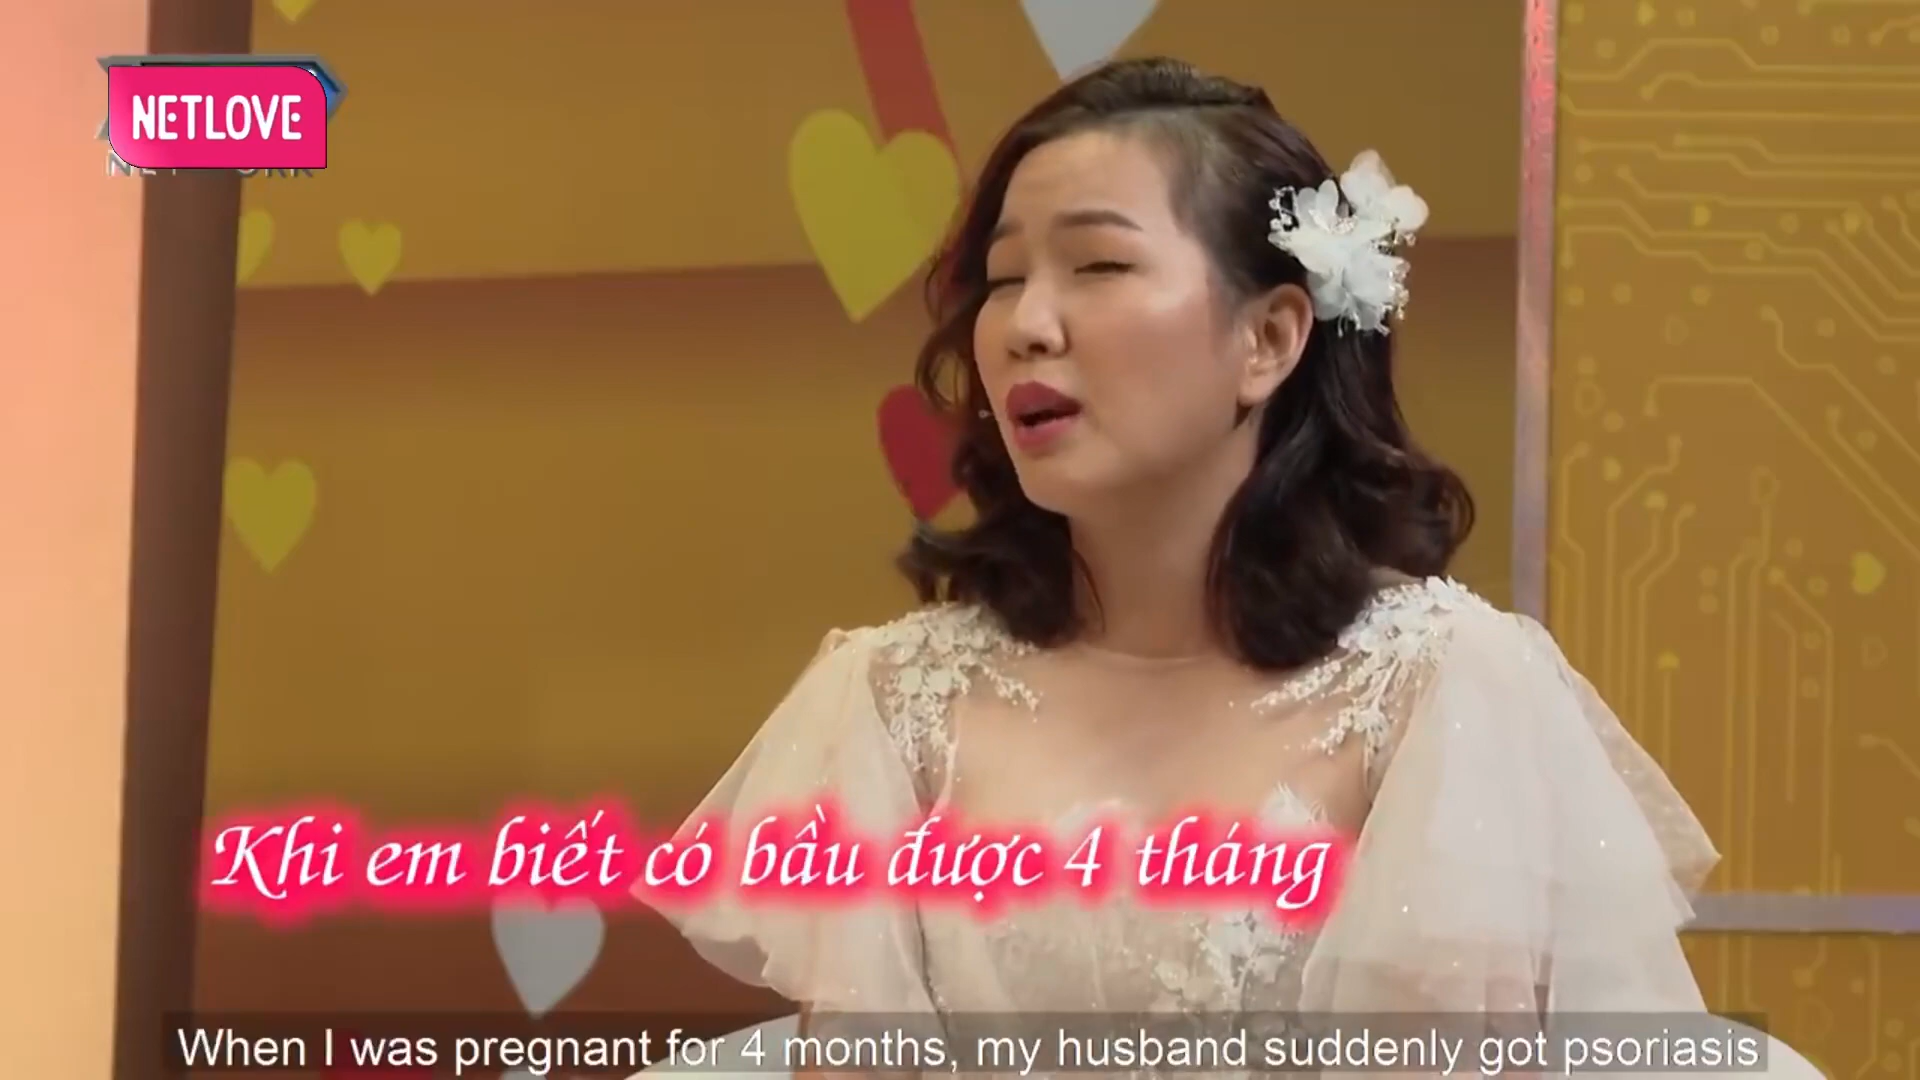 NETLOVE
Khi em biết có bầu được 4 tháng
When I was pregnant for 4 months, my husband suddenly got psoriasis